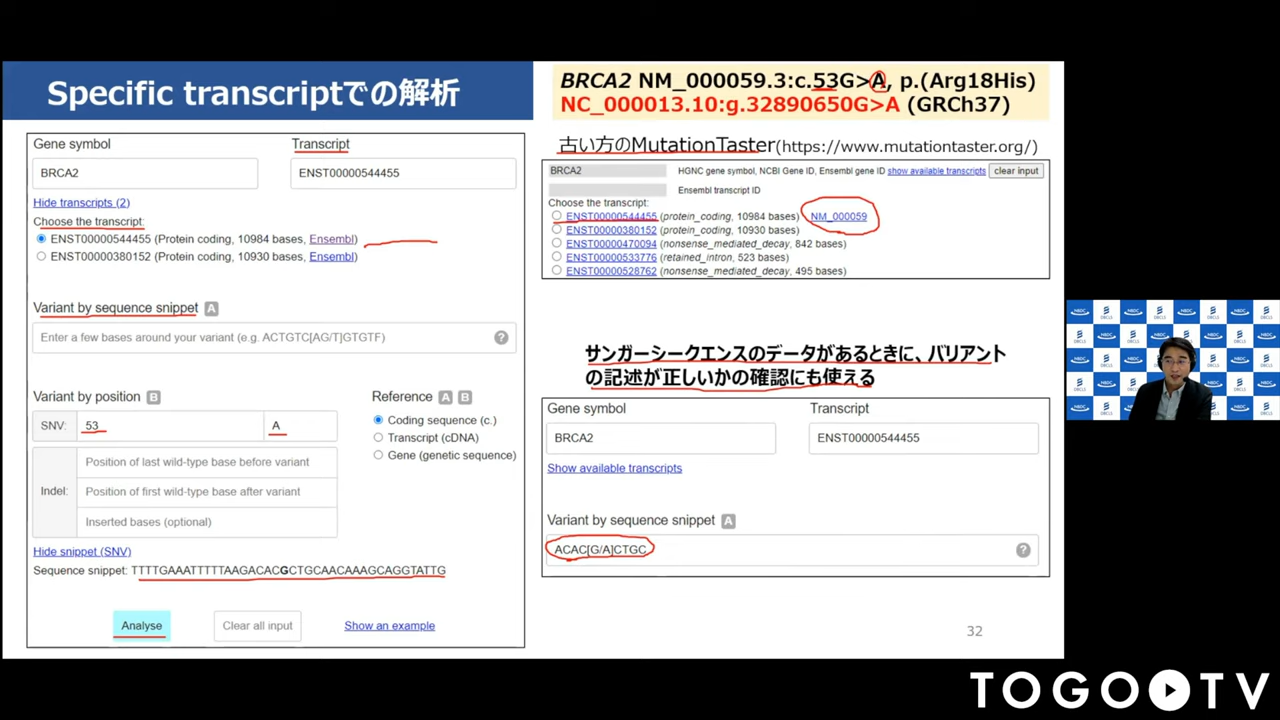 Specific transcriptでの解析
Gene symbol
Transcript
BRCA2
ENST00000544455
Hide transcripts (2)
Choose the transcript:
ENST00000544455 (Protein coding, 10984 bases, Ensembl)
ENST00000380152 (Protein coding, 10930 bases, Ensembl)
Variant by sequence snippet A
Enter a few bases around your variant (e.g. ACTGTC[AG/T]GTGTF)
?
Variant by position B
Reference A B
SNV: 53 A
Coding sequence (c.)
Transcript (cDNA)
Gene (genetic sequence)
Indel:
Position of last wild-type base before variant
Position of first wild-type base after variant
Inserted bases (optional)
Hide snippet (SNV)
Sequence snippet: TTTTGAAATTTTTAAGACACGCTGCAACAAAGCAGGTATTG
Analyse
Clear all input
Show an example
BRCA2 NM_000059.3:c.53G>A, p.(Arg18His)
NC_000013.10:g.32890650G>A (GRCh37)
古い方のMutationTaster(https://www.mutationtaster.org/)
BRCA2
HGNC gene symbol, NCBI Gene ID, Ensembl gene ID show available transcripts
clear input
Ensembl transcript ID
Choose the transcript:
ENST00000544455 (protein_coding, 10984 bases) NM_000059
ENST00000380152 (protein_coding, 10930 bases)
ENST00000470094 (nonsense_mediated_decay, 842 bases)
ENST00000533776 (retained_intron, 523 bases)
ENST00000528762 (nonsense_mediated_decay, 495 bases)
サンガーシークエンスのデータがあるときに、バリアント
の記述が正しいかの確認にも使える
Gene symbol
Transcript
BRCA2
ENST00000544455
Show available transcripts
Variant by sequence snippet A
ACAC[G/A]CTGC
?
32
TOGO TV